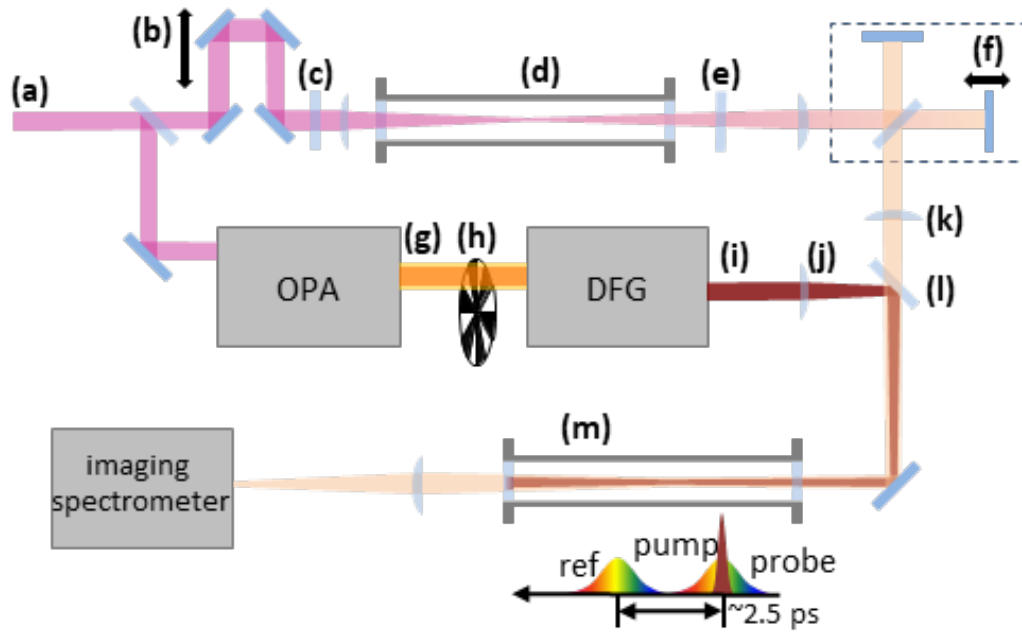 (a)
(b)
(c)
(d)
(e)
(f)
OPA
(g)
(h)
DFG
(i)
(j)
(k)
(l)
imaging
spectrometer
(m)
ref
pump
probe
~2.5 ps